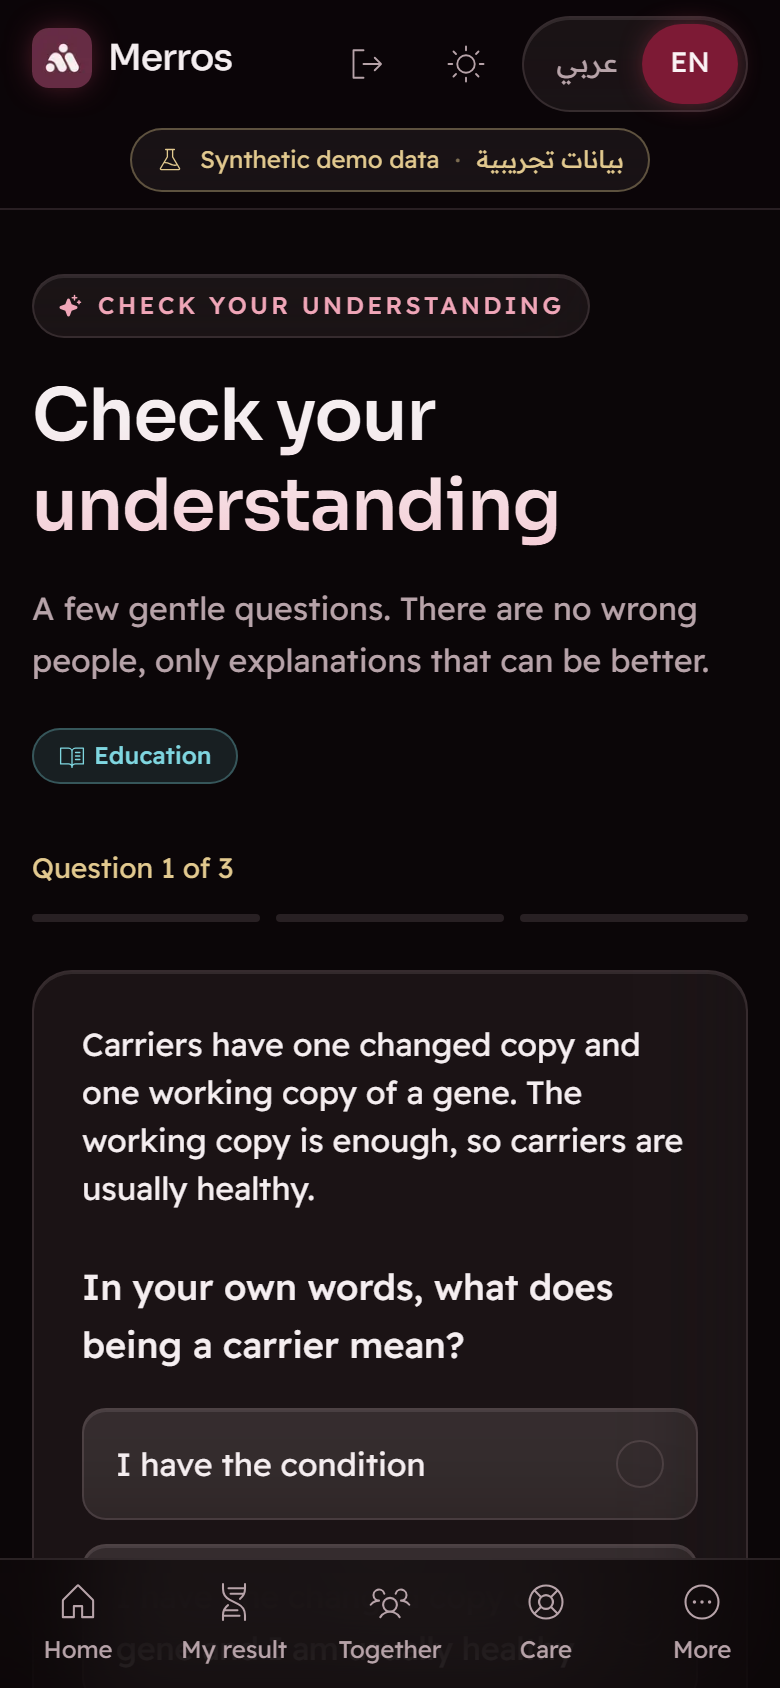 Merros
عربي
EN
Synthetic demo data · بيانات تجريبية
CHECK YOUR UNDERSTANDING
Check your
understanding
A few gentle questions. There are no wrong
people, only explanations that can be better.
Education
Question 1 of 3
Carriers have one changed copy and
one working copy of a gene. The
working copy is enough, so carriers are
usually healthy.
In your own words, what does
being a carrier mean?
I have the condition
Home
My result
Together
Care
More